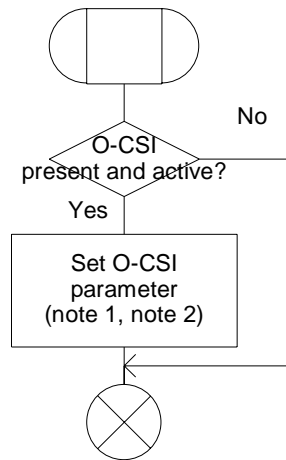 No
O-CSI
present and active?
Yes
Set O-CSI
parameter
(note 1, note 2)